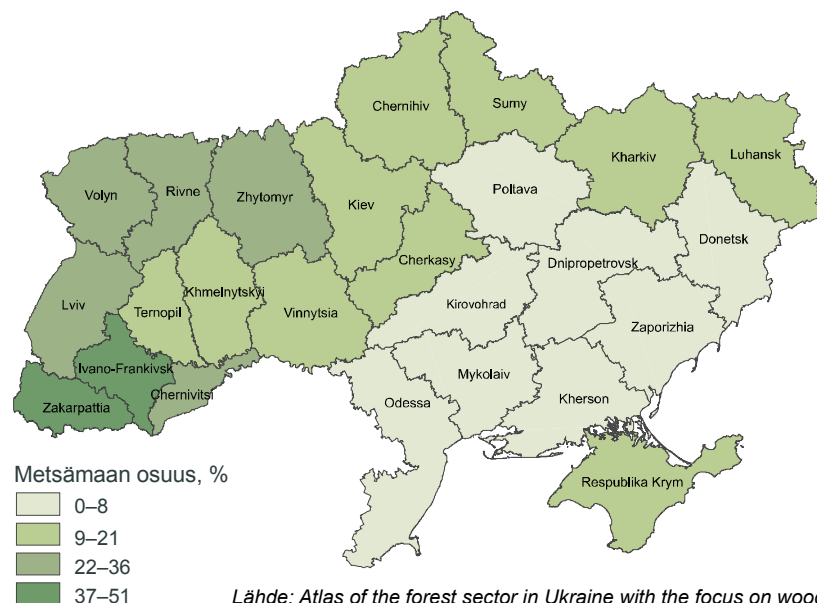 Chernihiv
Sumy
Kharkiv
Luhansk
Volyn
Rivne
Zhytomyr
Kiev
Poltava
Donetsk
Cherkasy
Dnipropetrovsk
Lviv
Ternopil
Khmelnytskyi
Vinnytsia
Kirovohrad
Zaporizhia
Ivano-Frankivsk
Mykolaiv
Kherson
Chernivitsi
Zakarpattia
Odessa
Respublika Krym
Metsämaan osuus, %
0–8
9–21
22–36
37–51
Lähde: Atlas of the forest sector in Ukraine with the focus on wood